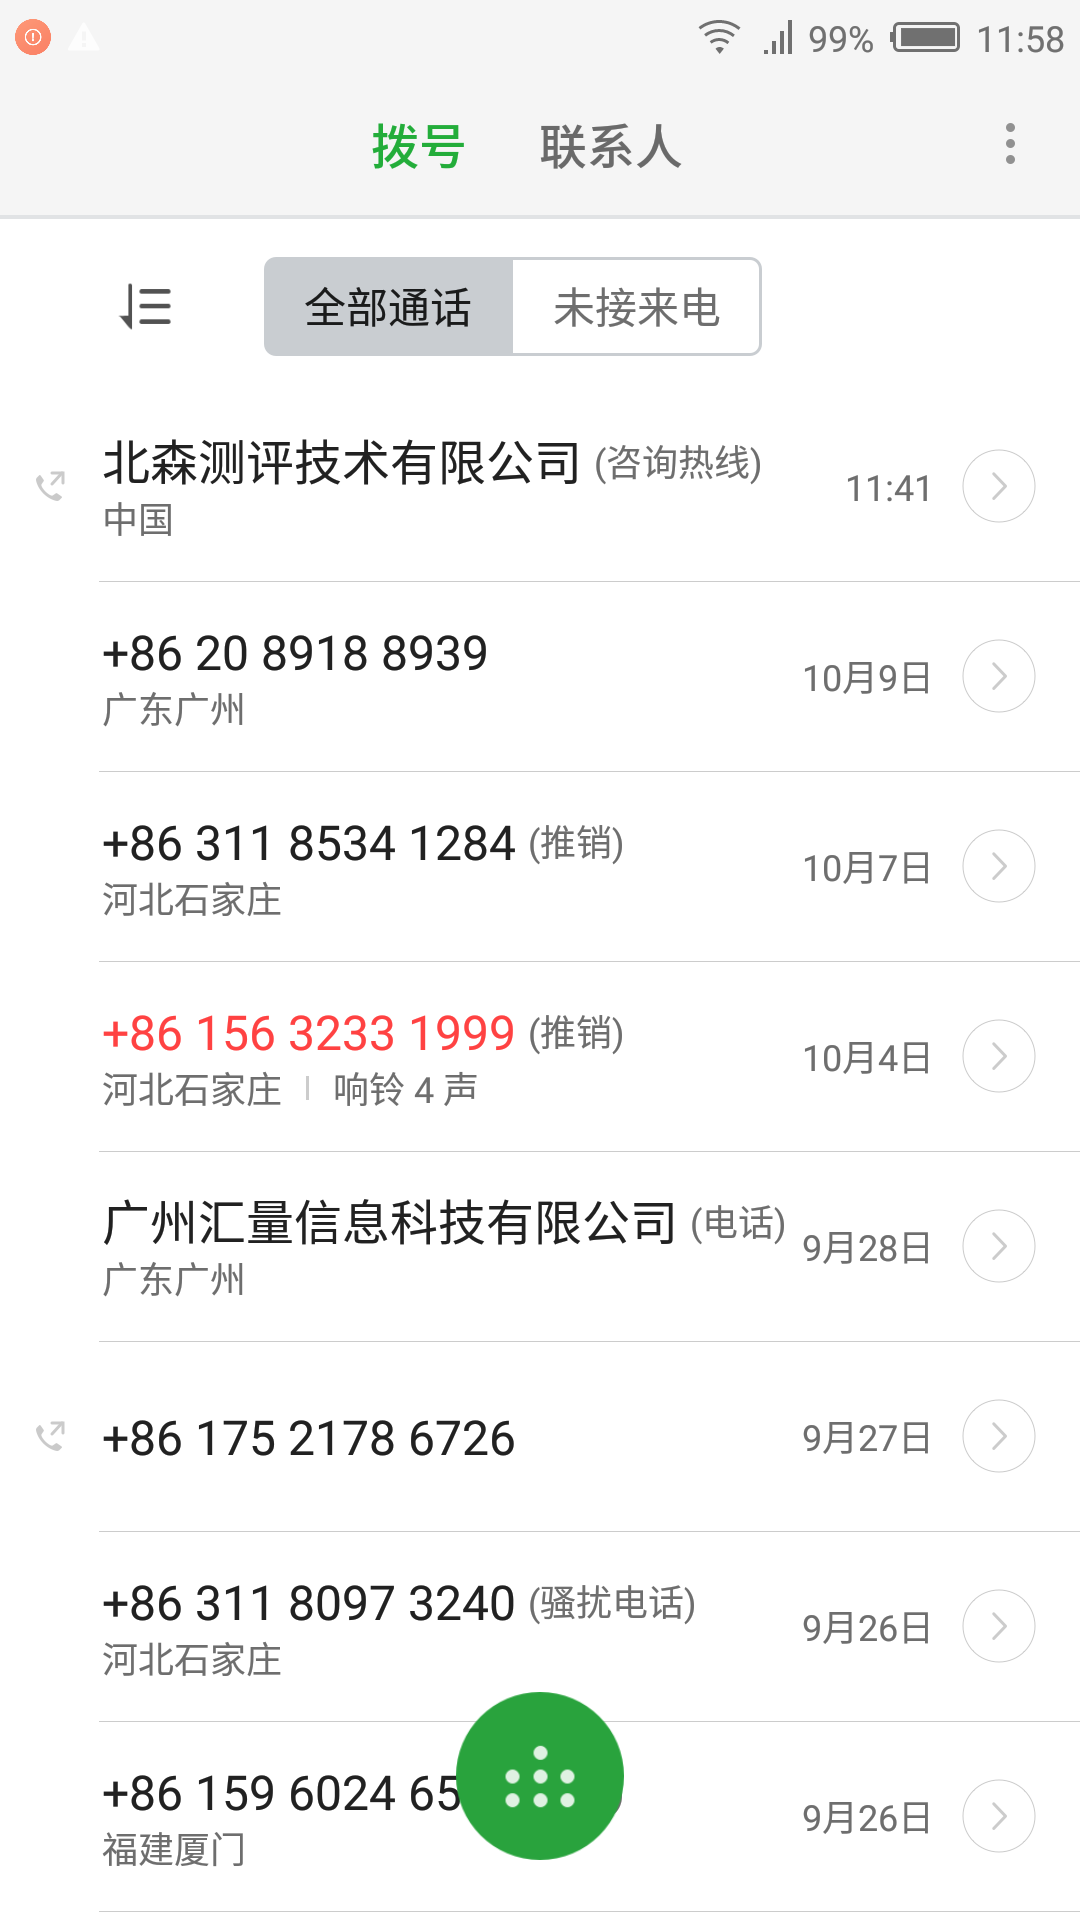 99% 11:58
拨号 联系人
全部通话 未接来电
北森测评技术有限公司 (咨询热线)
中国
11:41
+86 20 8918 8939
广东广州
10月9日
+86 311 8534 1284 (推销)
河北石家庄
10月7日
+86 156 3233 1999 (推销)
河北石家庄 响铃 4 声
10月4日
广州汇量信息科技有限公司 (电话)
广东广州
9月28日
+86 175 2178 6726
9月27日
+86 311 8097 3240 (骚扰电话)
河北石家庄
9月26日
+86 159 6024 65
福建厦门
9月26日